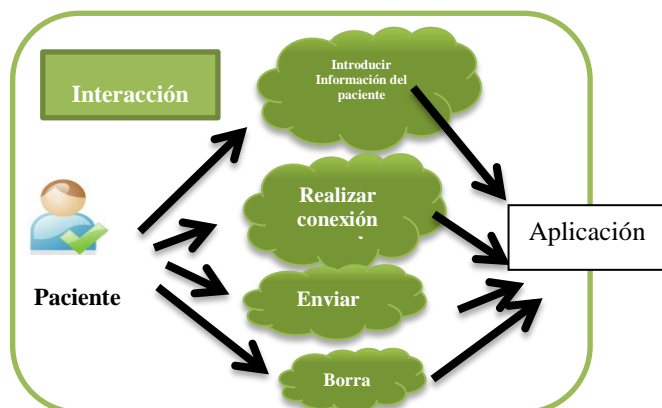 Interacción
Introducir
Información del
paciente
Realizar
conexión
Aplicación
Paciente
Enviar
Borra